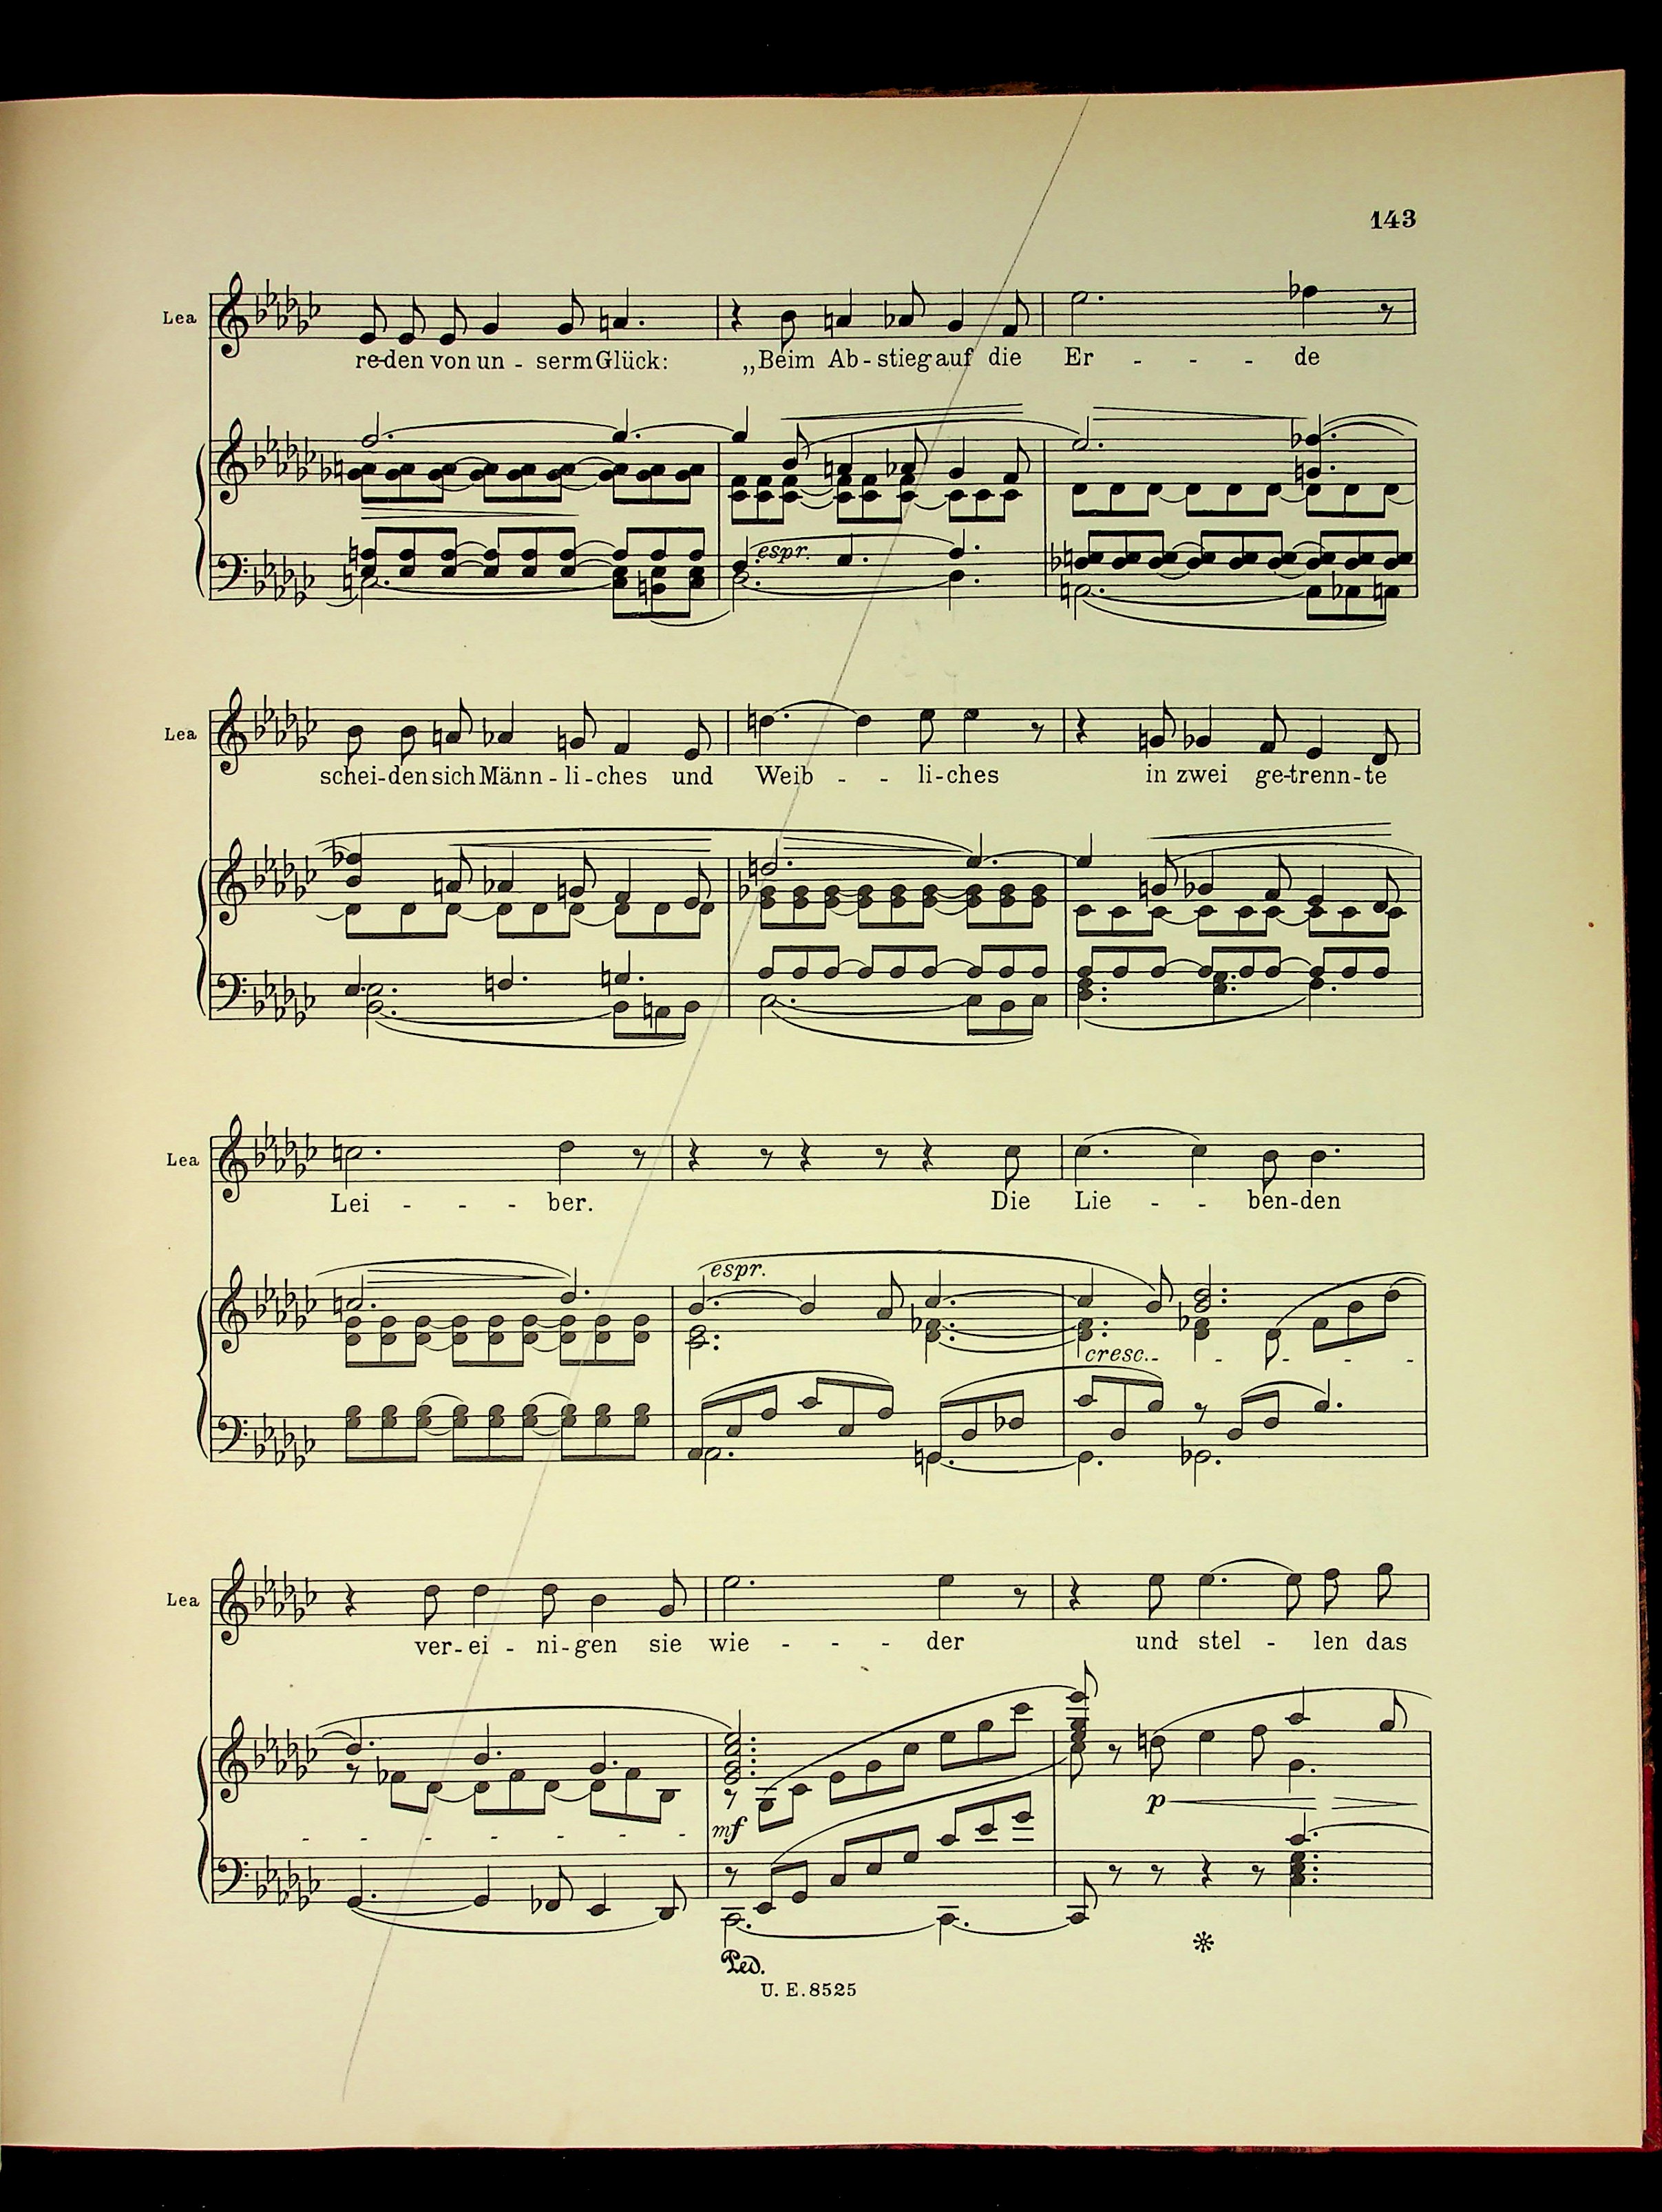 143
Lea
reden von un - serm Glück: „Beim Ab - stieg auf die Er - - - de
espr.
Lea
schei - den sich Männ - li - ches und Weib - - li - ches in zwei ge - trenn - te
Lea
Lei - - - ber. Die Lie - - ben - den
espr.
cresc. - - - - -
Lea
ver - ei - ni - gen sie wie - - - der und stel - len das
p
mf
Ped.
U. E. 8525